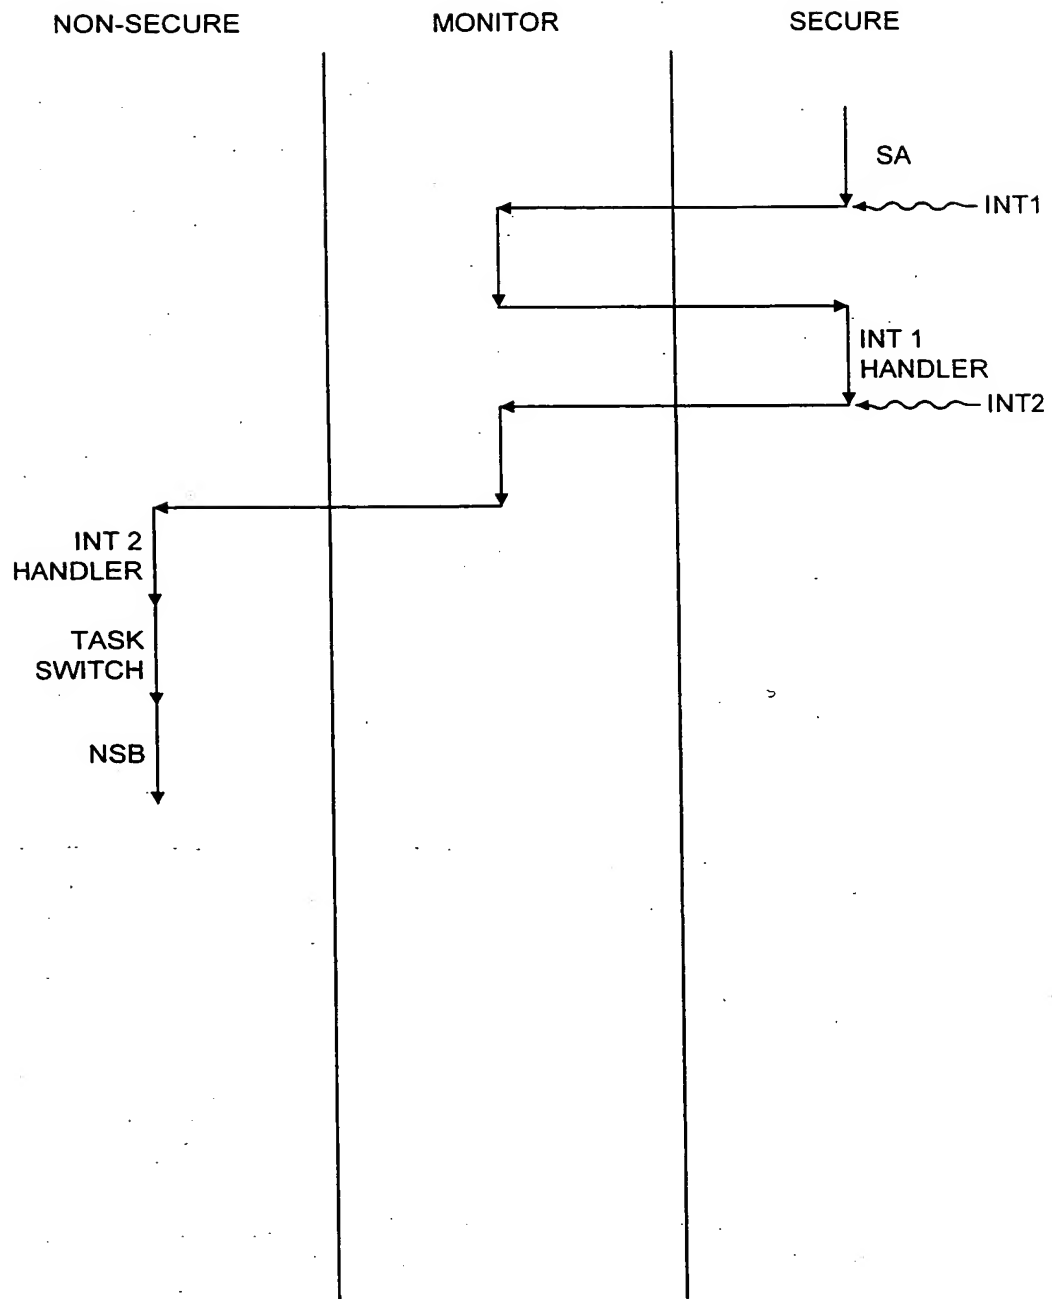 NON-SECURE
MONITOR
SECURE
SA
INT1
INT 1
HANDLER
INT2
INT 2
HANDLER
TASK
SWITCH
NSB